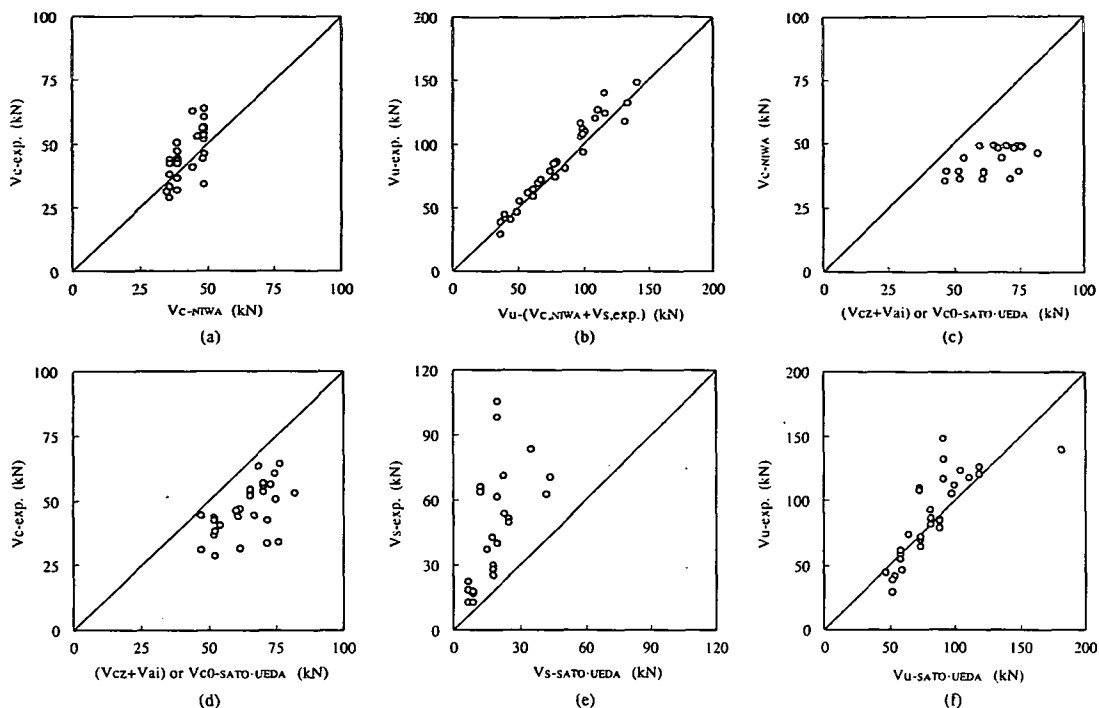 100
75
50
25
0
Vc-exp. (kN)
0 25 50 75 100
Vc-NIWA (kN)
(a)
200
150
100
50
0
Vu-exp. (kN)
0 50 100 150 200
Vu-(Vc,NIWA+Vs,exp.) (kN)
(b)
100
75
50
25
0
Vc-NIWA (kN)
0 25 50 75 100
(Vcz+Vai) or Vc0-SATO·UEDA (kN)
(c)
100
75
50
25
0
Vc-exp. (kN)
0 25 50 75 100
(Vcz+Vai) or Vc0-SATO·UEDA (kN)
(d)
120
90
60
30
0
Vs-exp. (kN)
0 30 60 90 120
Vs-SATO·UEDA (kN)
(e)
200
150
100
50
0
Vu-exp. (kN)
0 50 100 150 200
Vu-SATO·UEDA (kN)
(f)